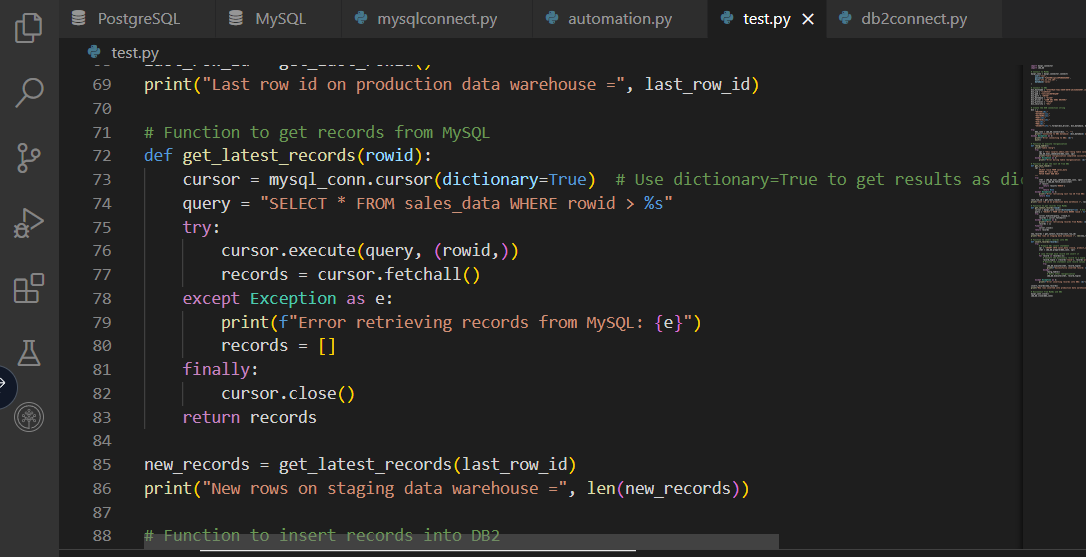 PostgreSQL
MySQL
mysqlconnect.py
automation.py
test.py
db2connect.py
test.py
69 print("Last row id on production data warehouse =", last_row_id)
70
71 # Function to get records from MySQL
72 def get_latest_records(rowid):
73     cursor = mysql_conn.cursor(dictionary=True)  # Use dictionary=True to get results as
74     query = "SELECT * FROM sales_data WHERE rowid > %s"
75     try:
76         cursor.execute(query, (rowid,))
77         records = cursor.fetchall()
78     except Exception as e:
79         print(f"Error retrieving records from MySQL: {e}")
80         records = []
81     finally:
82         cursor.close()
83     return records
84
85 new_records = get_latest_records(last_row_id)
86 print("New rows on staging data warehouse =", len(new_records))
87
88 # Function to insert records into DB2